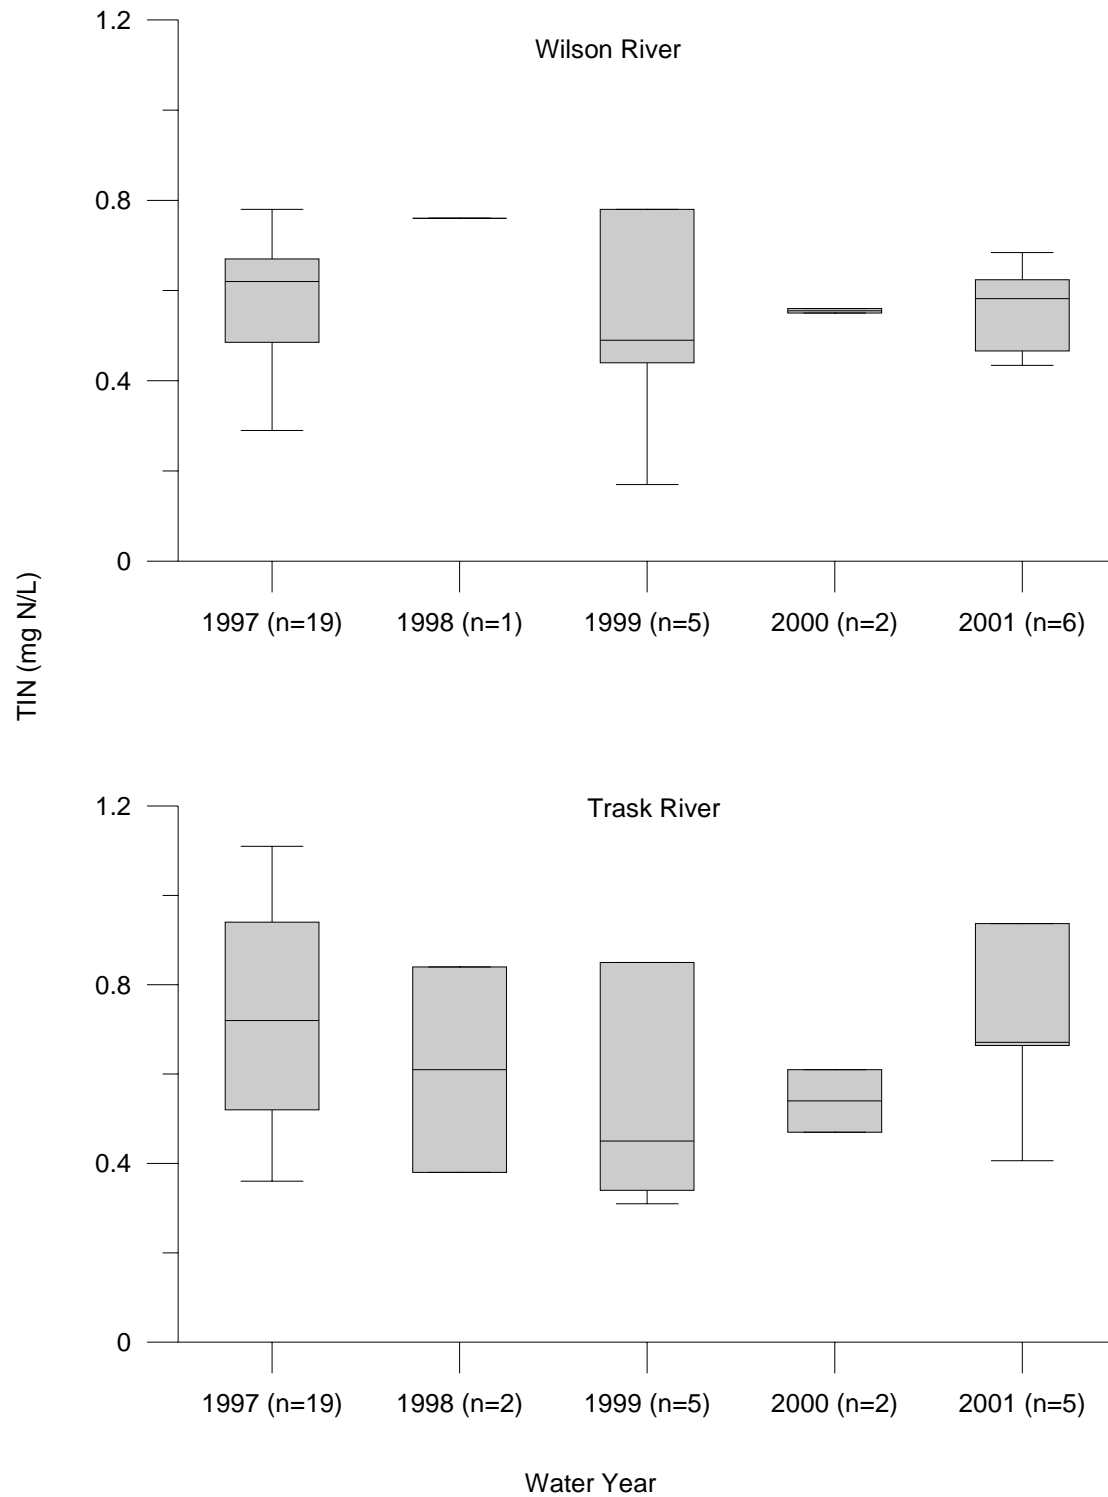 Wilson River
1.2
0.8
0.4
0
1997 (n=19) 1998 (n=1) 1999 (n=5) 2000 (n=2) 2001 (n=6)
TIN (mg N/L)
Trask River
1.2
0.8
0.4
0
1997 (n=19) 1998 (n=2) 1999 (n=5) 2000 (n=2) 2001 (n=5)
Water Year